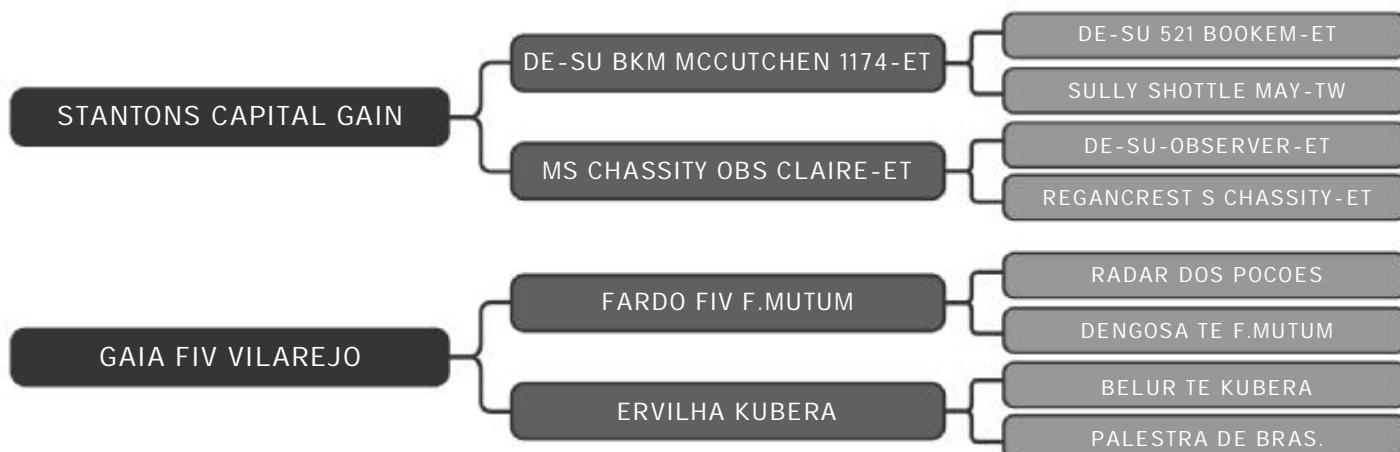 STANTONS CAPITAL GAIN
DE-SU BKM MCCUTCHEN 1174-ET
DE-SU 521 BOOKEM-ET
SULLY SHOTTLE MAY-TW
MS CHASSITY OBS CLAIRE-ET
DE-SU-OBSERVER-ET
REGANCREST S CHASSITY-ET
GAIA FIV VILAREJO
FARDO FIV F.MUTUM
RADAR DOS POCOES
DENGOSA TE F.MUTUM
ERVILHA KUBERA
BELUR TE KUBERA
PALESTRA DE BRAS.